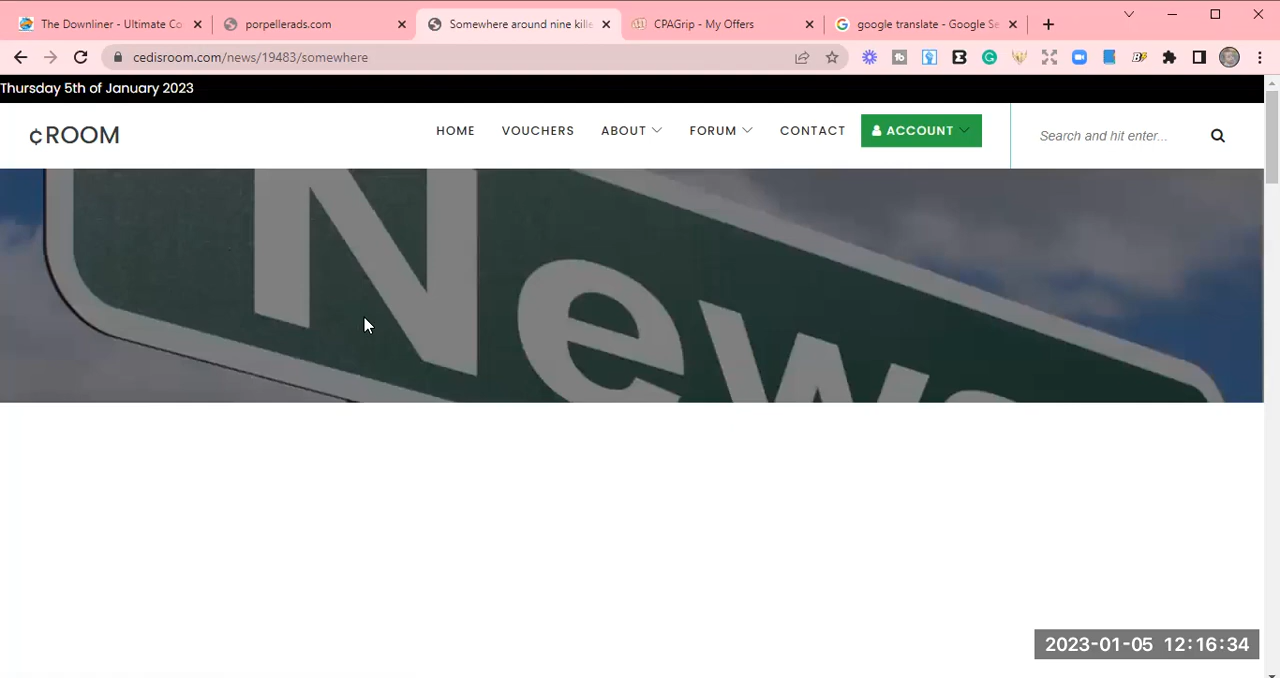 The Downliner - Ultimate Co
porpellerads.com
Somewhere around nine kille
CPAGrip - My Offers
google translate - Google Se
cedisroom.com/news/19483/somewhere
Thursday 5th of January 2023
¢ROOM
HOME
VOUCHERS
ABOUT
FORUM
CONTACT
ACCOUNT
Search and hit enter...
News
2023-01-05 12:16:34